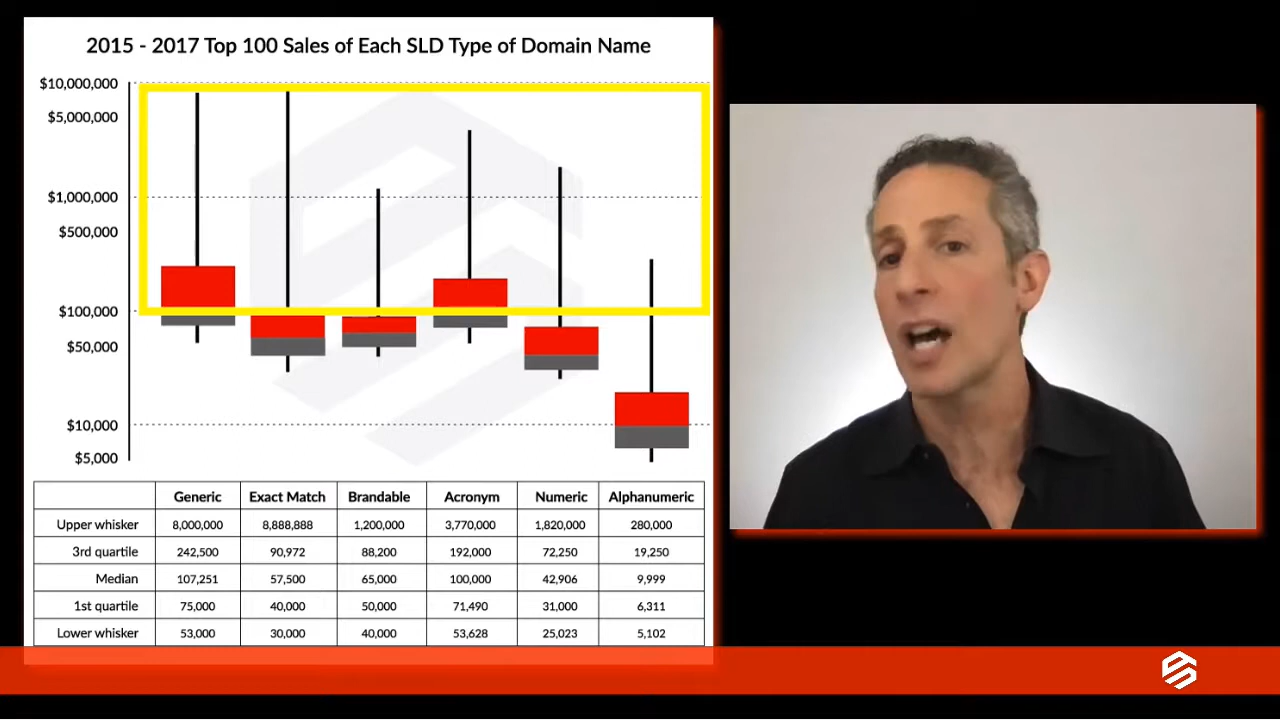 2015 - 2017 Top 100 Sales of Each SLD Type of Domain Name
$10,000,000
$5,000,000
$1,000,000
$500,000
$100,000
$50,000
$10,000
$5,000
Generic Exact Match Brandable Acronym Numeric Alphanumeric
Upper whisker 8,000,000 8,888,888 1,200,000 3,770,000 1,820,000 280,000
3rd quartile 242,500 90,972 88,200 192,000 72,250 19,250
Median 107,251 57,500 65,000 100,000 42,906 9,999
1st quartile 75,000 40,000 50,000 71,490 31,000 6,311
Lower whisker 53,000 30,000 40,000 53,628 25,023 5,102